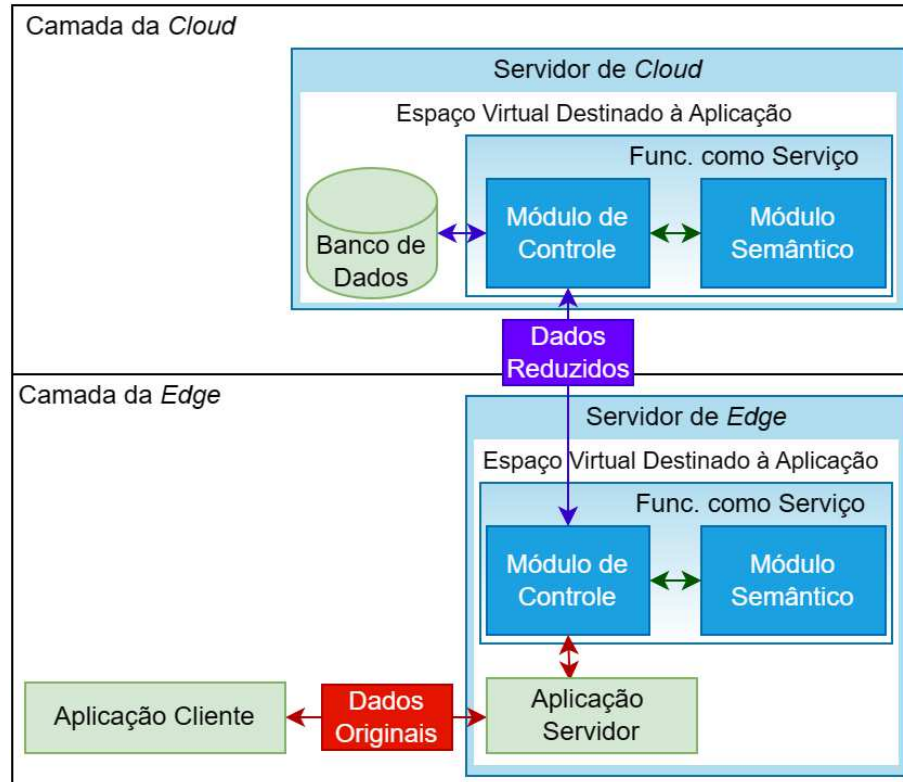 Camada da Cloud
Servidor de Cloud
Espaço Virtual Destinado à Aplicação
Func. como Serviço
Banco de
Dados
Módulo de
Controle
Módulo
Semântico
Dados
Reduzidos
Camada da Edge
Servidor de Edge
Espaço Virtual Destinado à Aplicação
Func. como Serviço
Módulo de
Controle
Módulo
Semântico
Aplicação Cliente
Dados
Originais
Aplicação
Servidor